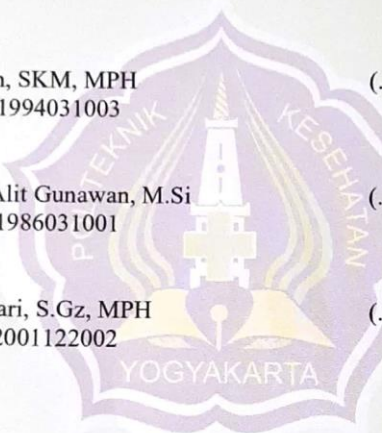 n, SKM, MPH (.
1994031003
Alit Gunawan, M.Si (.
1986031001
ari, S.Gz, MPH (.
2001122002
POLTEKNIK KESEHATAN
YOGYAKARTA